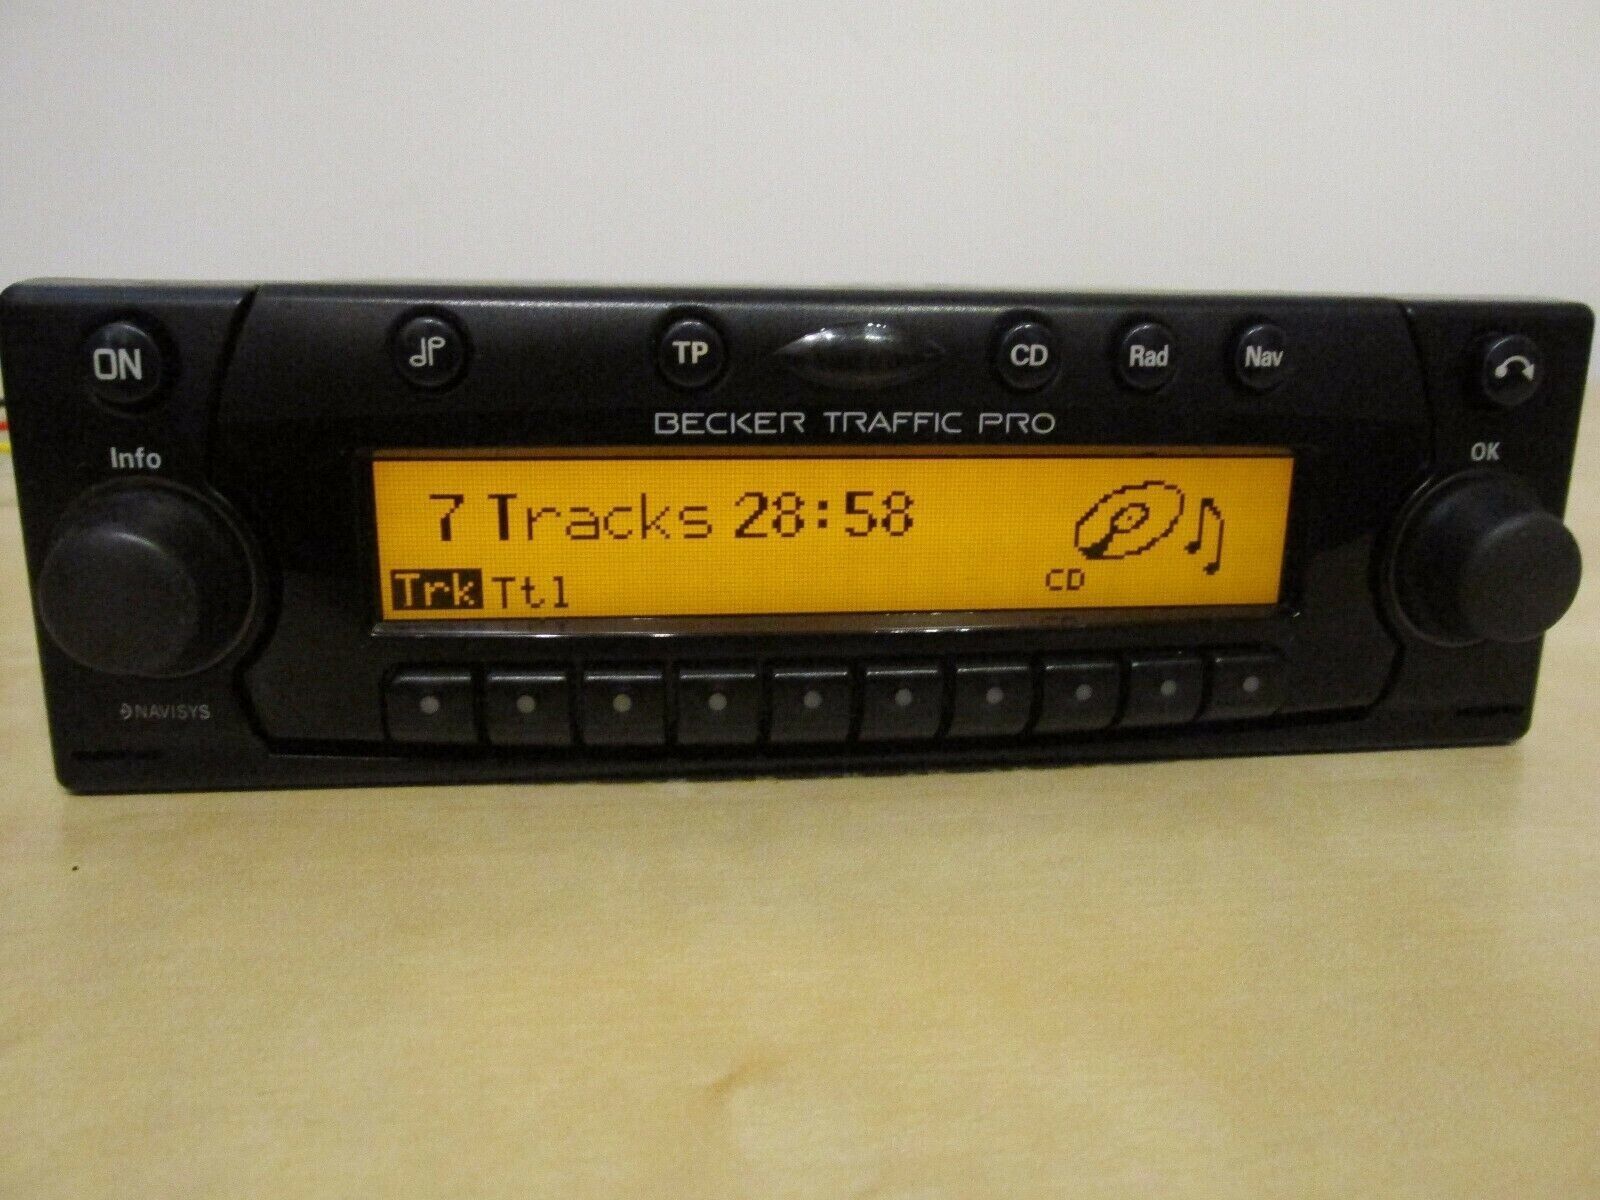 ON
TP
CD
Rad
Nav
BECKER TRAFFIC PRO
Info
OK
7 Tracks 28:58
Trk Ttl
CD
NAVISYS